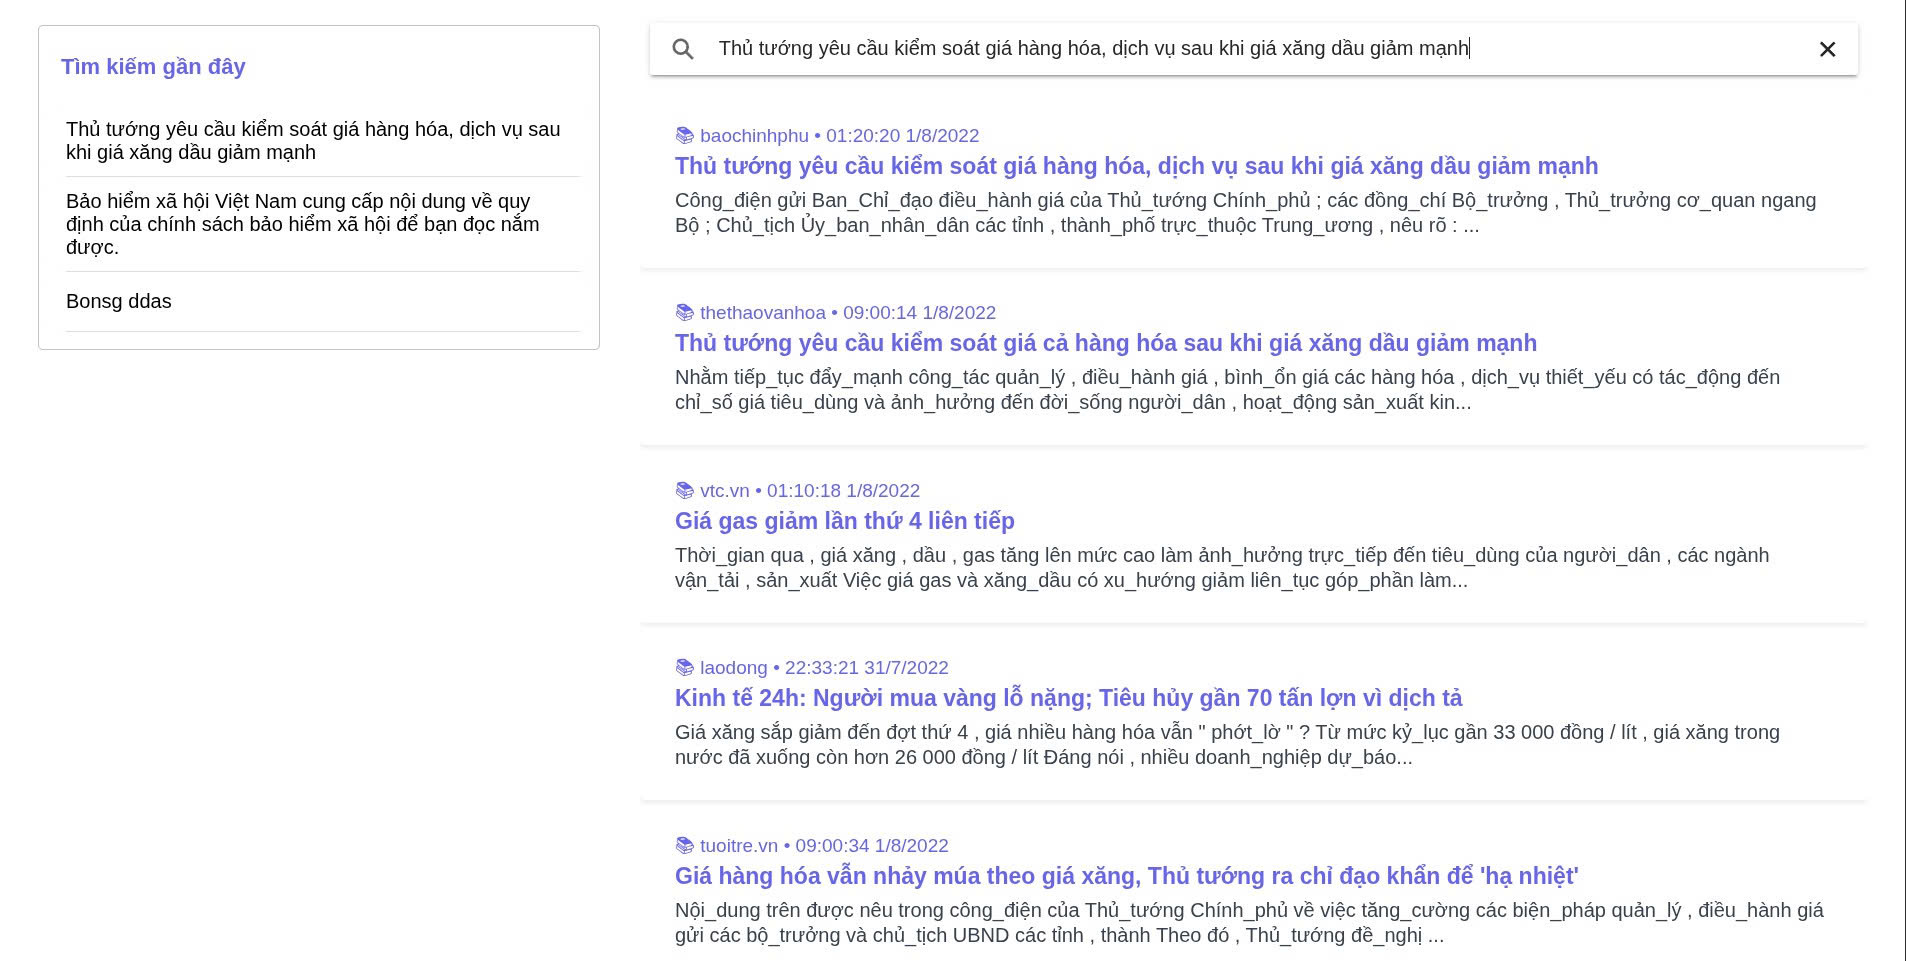 Tìm kiếm gần đây
Thủ tướng yêu cầu kiểm soát giá hàng hóa, dịch vụ sau
khi giá xăng dầu giảm mạnh
Bảo hiểm xã hội Việt Nam cung cấp nội dung về quy
định của chính sách bảo hiểm xã hội để bạn đọc nắm
được.
Bonsg ddas
Thủ tướng yêu cầu kiểm soát giá hàng hóa, dịch vụ sau khi giá xăng dầu giảm mạnh
baochinhphu • 01:20:20 1/8/2022
Thủ tướng yêu cầu kiểm soát giá hàng hóa, dịch vụ sau khi giá xăng dầu giảm mạnh
Công_điện gửi Ban_Chỉ_đạo điều_hành giá của Thủ_tướng Chính_phủ ; các đồng_chí Bộ_trưởng , Thủ_trưởng cơ_quan ngang
Bộ ; Chủ_tịch Ủy_ban_nhân_dân các tỉnh , thành_phố trực_thuộc Trung_ương , nêu rõ : ...
thethaovanhoa • 09:00:14 1/8/2022
Thủ tướng yêu cầu kiểm soát giá cả hàng hóa sau khi giá xăng dầu giảm mạnh
Nhằm tiếp_tục đẩy_mạnh công_tác quản_lý , điều_hành giá , bình_ổn giá các hàng hóa , dịch_vụ thiết_yếu có tác_động đến
chỉ_số giá tiêu_dùng và ảnh_hưởng đến đời_sống người_dân , hoạt_động sản_xuất kin...
vtc.vn • 01:10:18 1/8/2022
Giá gas giảm lần thứ 4 liên tiếp
Thời_gian qua , giá xăng , dầu , gas tăng lên mức cao làm ảnh_hưởng trực_tiếp đến tiêu_dùng của người_dân , các ngành
vận_tải , sản_xuất Việc giá gas và xăng_dầu có xu_hướng giảm liên_tục góp_phần làm...
laodong • 22:33:21 31/7/2022
Kinh tế 24h: Người mua vàng lỗ nặng; Tiêu hủy gần 70 tấn lợn vì dịch tả
Giá xăng sắp giảm đến đợt thứ 4 , giá nhiều hàng hóa vẫn " phớt_lờ " ? Từ mức kỷ_lục gần 33 000 đồng / lít , giá xăng trong
nước đã xuống còn hơn 26 000 đồng / lít Đáng nói , nhiều doanh_nghiệp dự_báo...
tuoitre.vn • 09:00:34 1/8/2022
Giá hàng hóa vẫn nhảy múa theo giá xăng, Thủ tướng ra chỉ đạo khẩn để 'hạ nhiệt'
Nội_dung trên được nêu trong công_điện của Thủ_tướng Chính_phủ về việc tăng_cường các biện_pháp quản_lý , điều_hành giá
gửi các bộ_trưởng và chủ_tịch UBND các tỉnh , thành Theo đó , Thủ_tướng đề_nghị ...